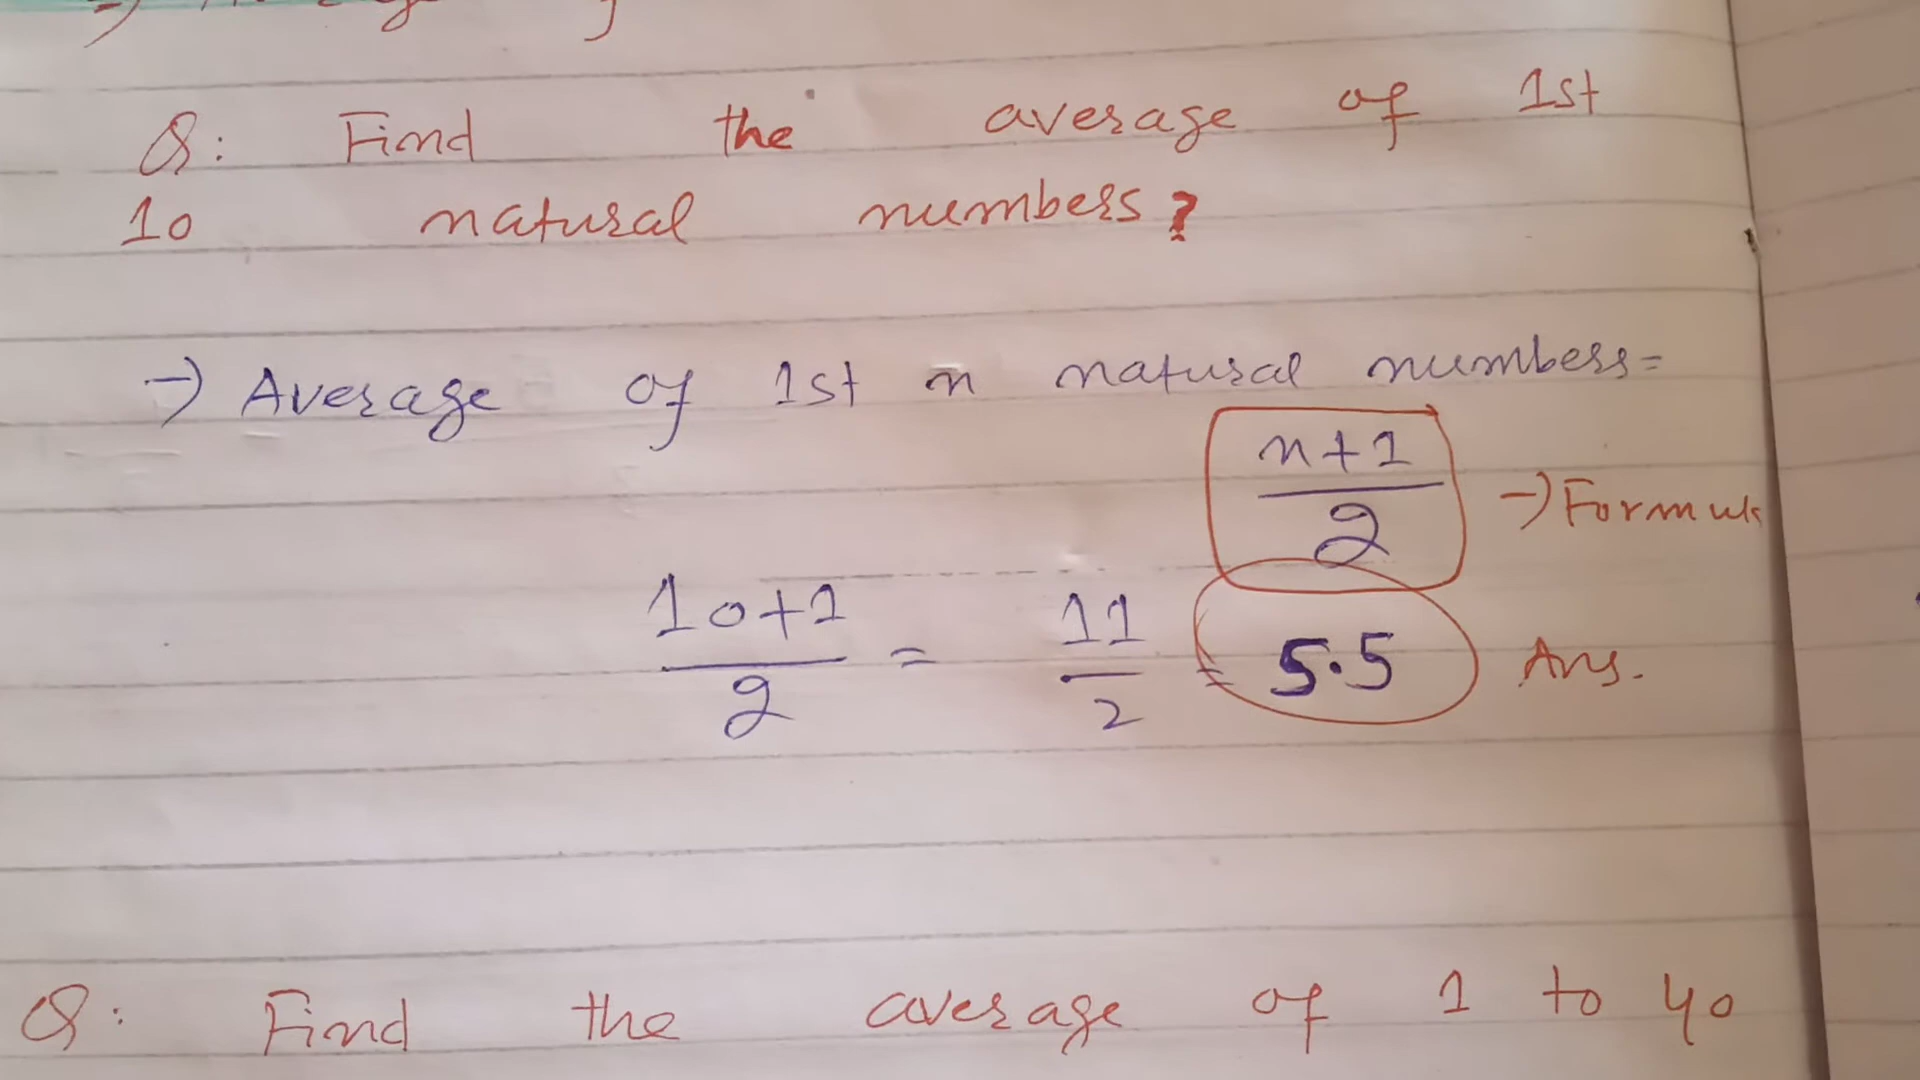 Q: Find the average of 1st
10 natural numbers?
→ Average of 1st n natural numbers=
n+1
2
→ Formul
10+1
2
=
11
2
= 5.5 Ans.
Q: Find the average of 1 to 40